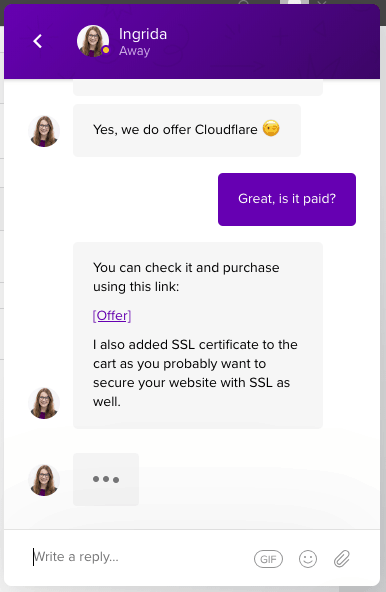 Ingrida
Away
Yes, we do offer Cloudflare
Great, is it paid?
You can check it and purchase
using this link:
[Offer]
I also added SSL certificate to the
cart as you probably want to
secure your website with SSL as
well.
Write a reply...
GIF